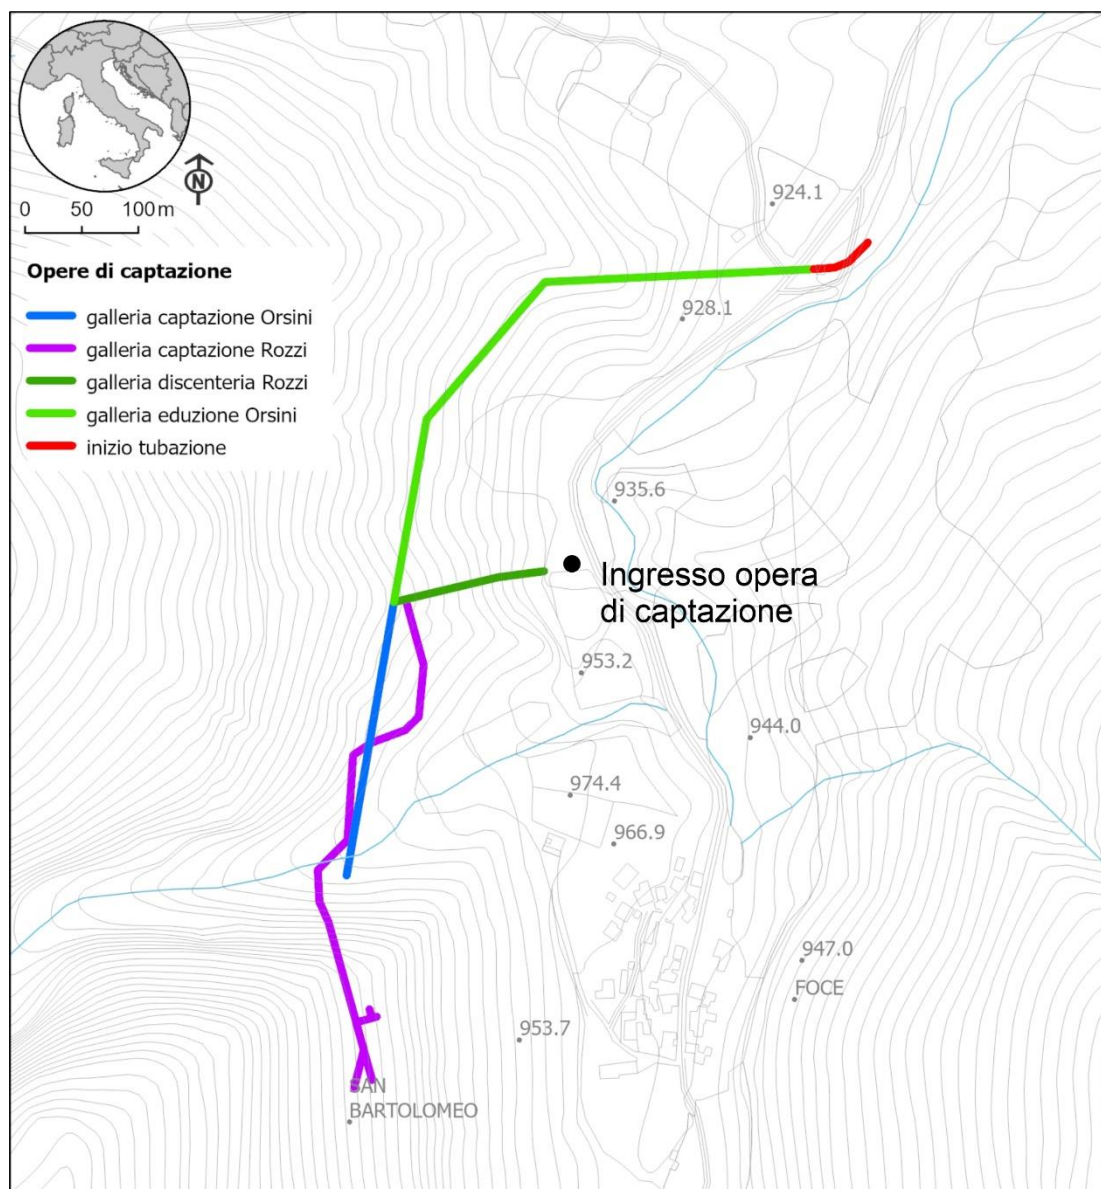 N
0 50 100 m
Opere di captazione
galleria captazione Orsini
galleria captazione Rozzi
galleria discenteria Rozzi
galleria eduzione Orsini
inizio tubazione
924.1
928.1
935.6
Ingresso opera
di captazione
953.2
944.0
974.4
966.9
947.0
FOCE
953.7
SAN
BARTOLOMEO